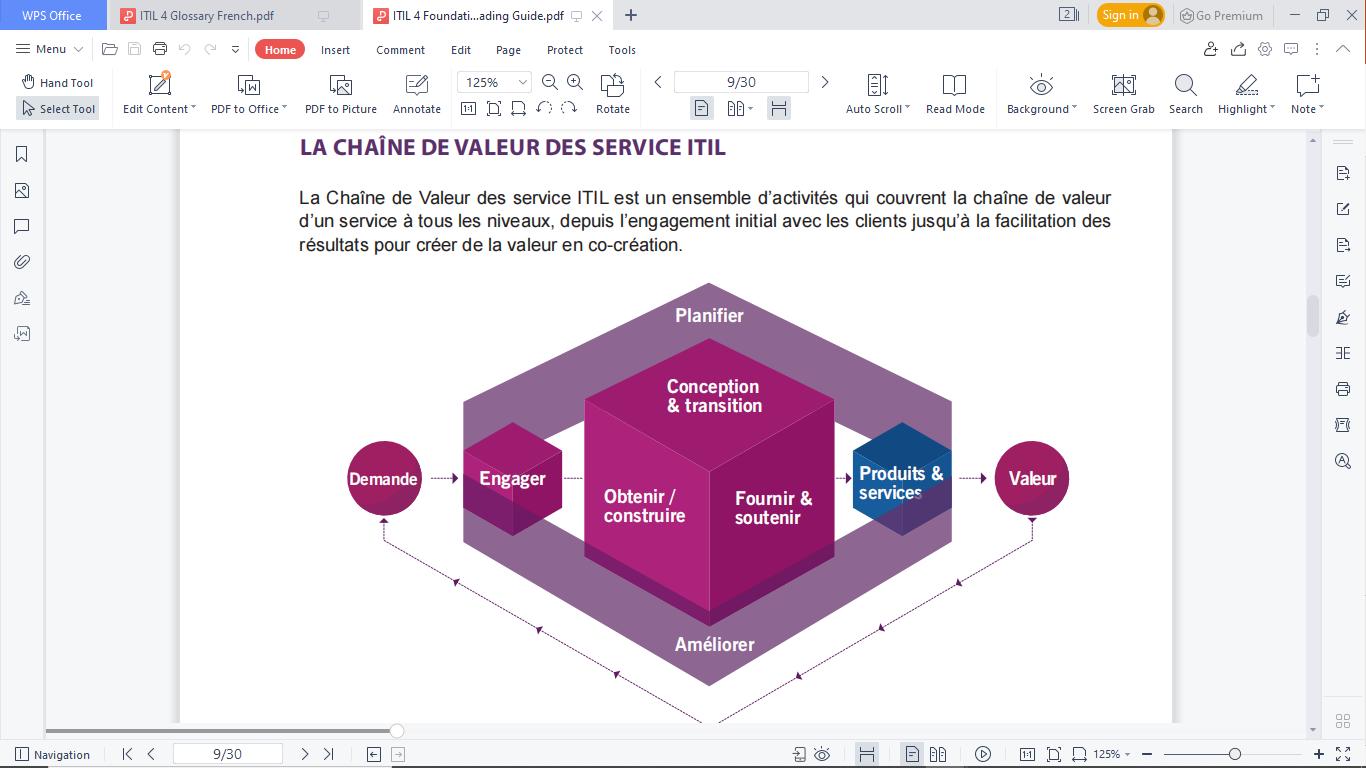 WPS Office
ITIL 4 Glossary French.pdf
ITIL 4 Foundati...ading Guide.pdf
2
Sign in
Go Premium
Menu
Home
Insert
Comment
Edit
Page
Protect
Tools
Hand Tool
Select Tool
Edit Content
PDF to Office
PDF to Picture
Annotate
125%
1:1
Rotate
9/30
Auto Scroll
Read Mode
Background
Screen Grab
Search
Highlight
Note
LA CHAÎNE DE VALEUR DES SERVICE ITIL
La Chaîne de Valeur des service ITIL est un ensemble d’activités qui couvrent la chaîne de valeur
d’un service à tous les niveaux, depuis l’engagement initial avec les clients jusqu’à la facilitation des
résultats pour créer de la valeur en co-création.
Planifier
Conception
& transition
Demande
Engager
Obtenir /
construire
Fournir &
soutenir
Produits &
services
Valeur
Améliorer
Navigation
9/30
1:1
125%